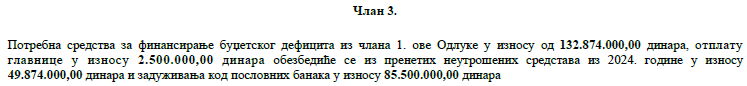 Члан 3.
Потребна средства за финансирање буџетског дефицита из члана 1. ове Одлуке у износу од 132.874.000,00 динара, отплату
главнице у износу 2.500.000,00 динара обезбедиће се из пренетих неутрошених средстава из 2024. године у износу
49.874.000,00 динара и задуживања код пословних банака у износу 85.500.000,00 динара